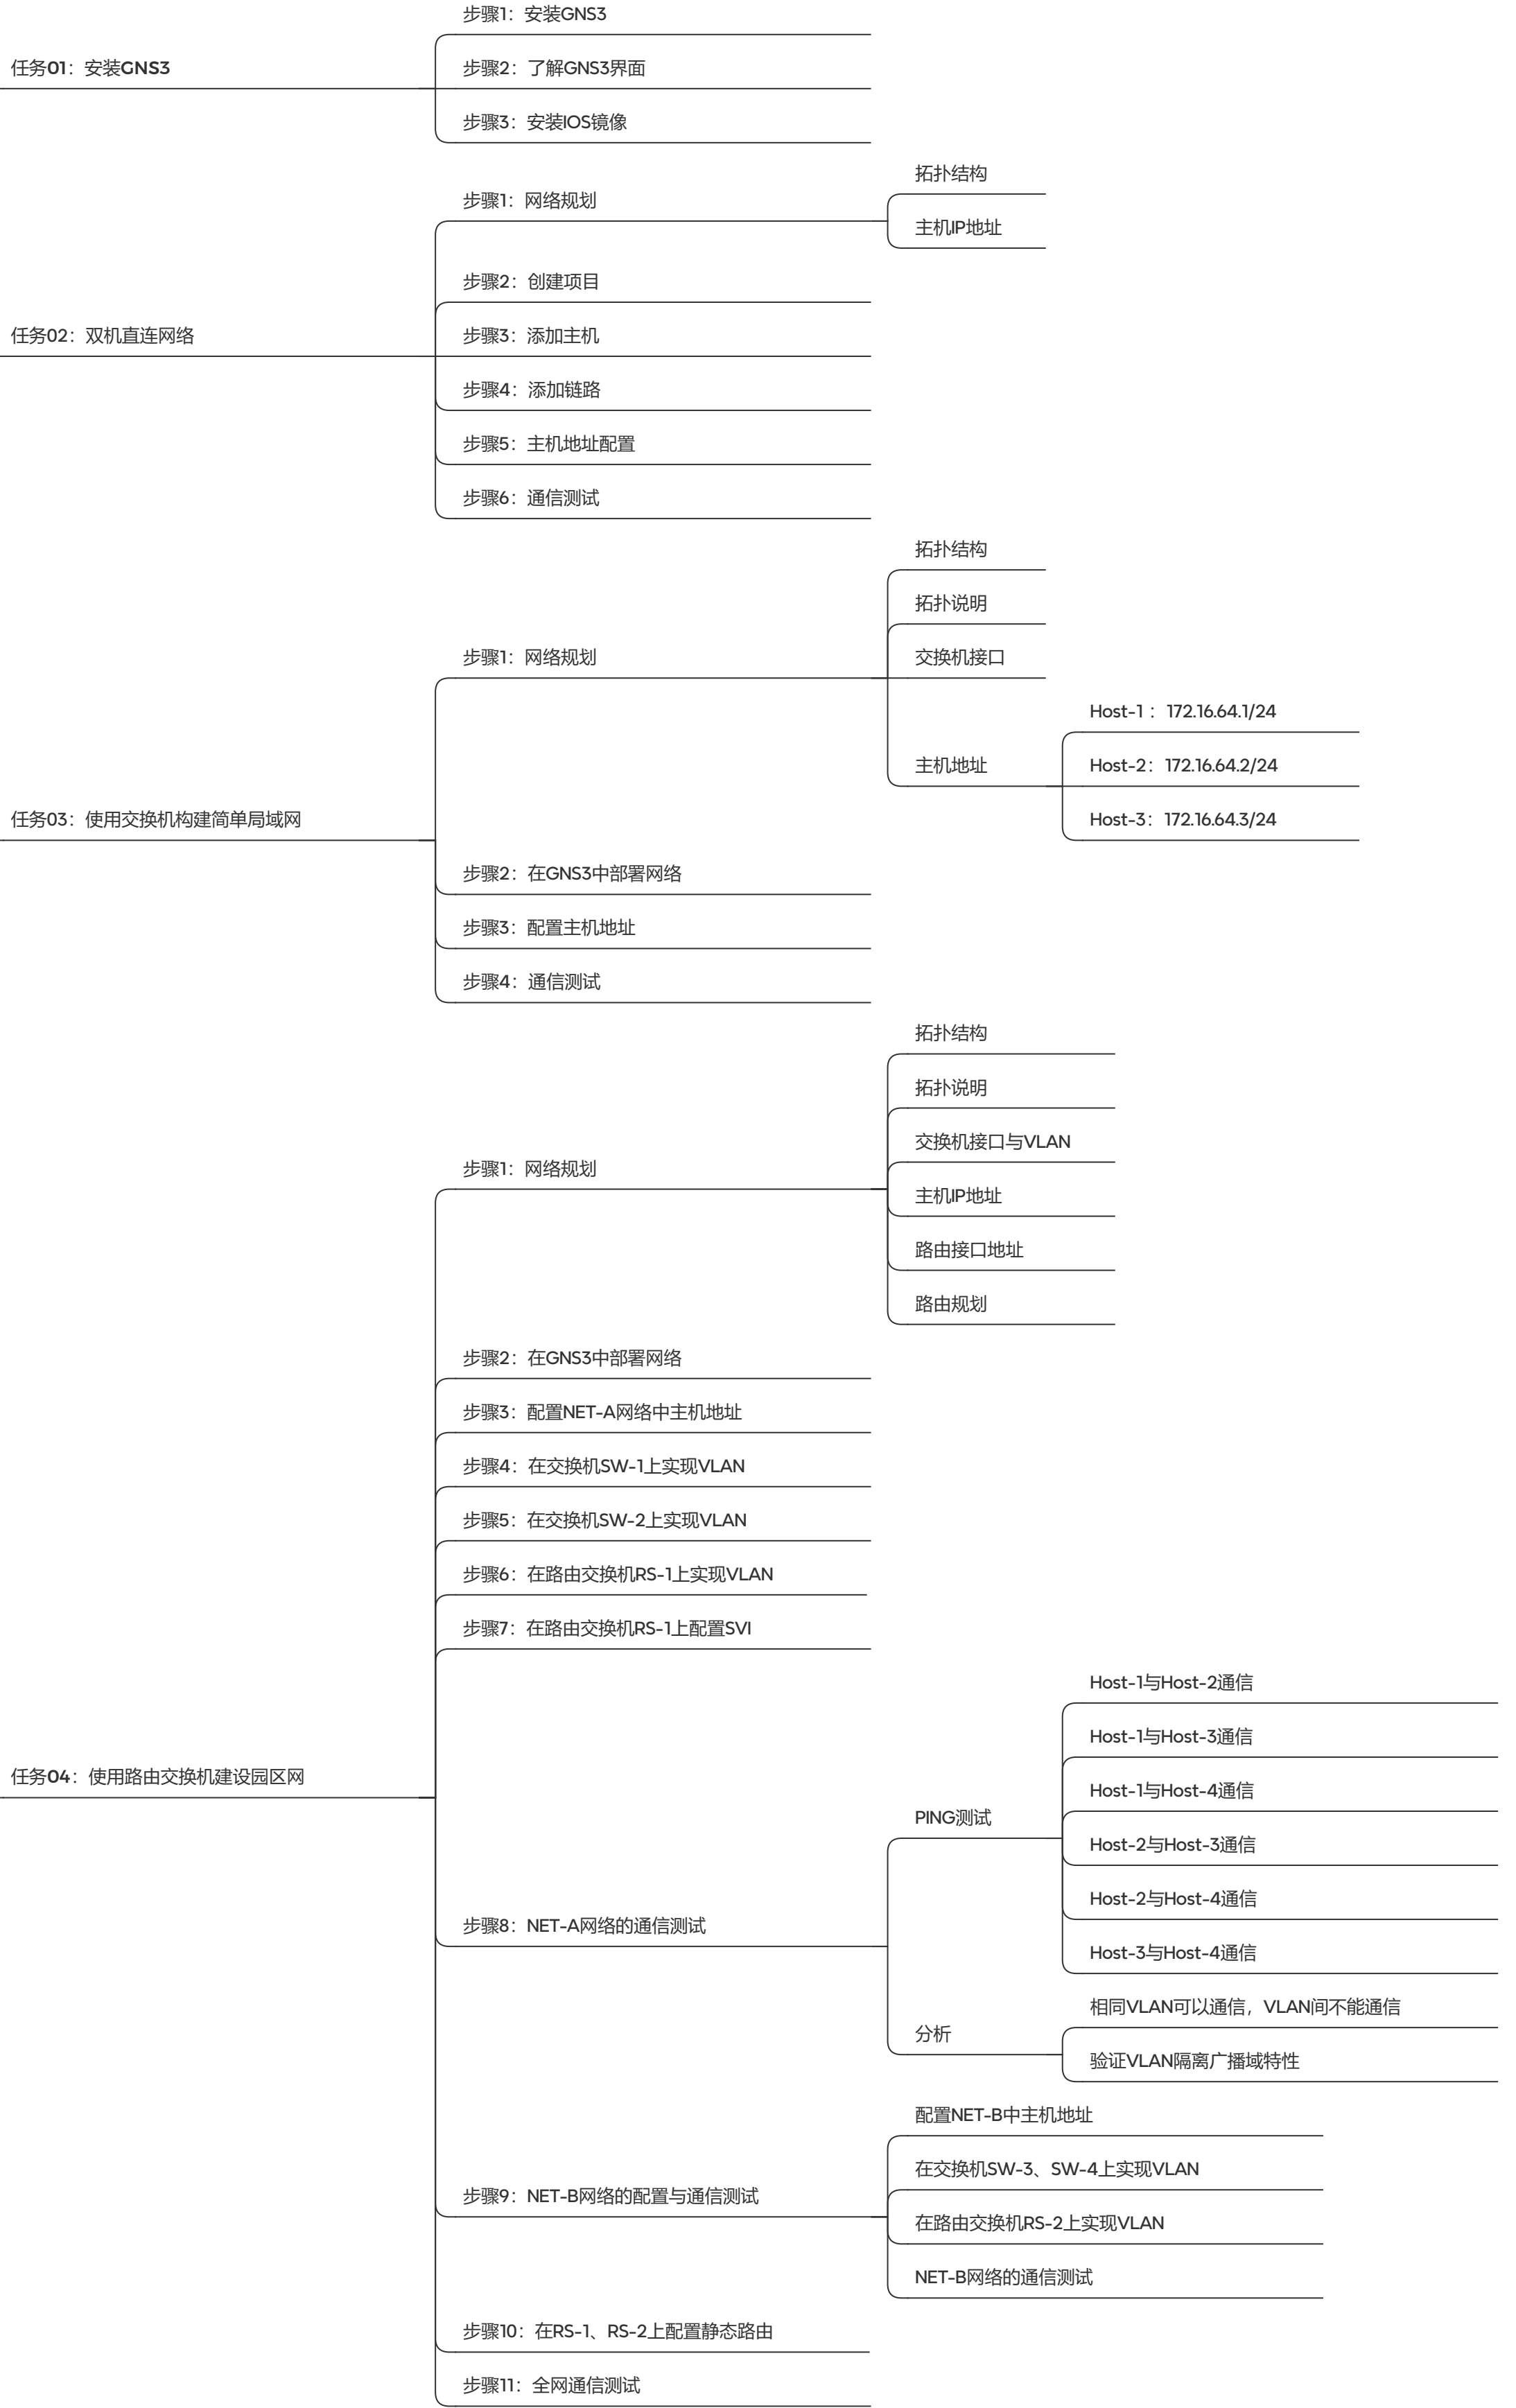 任务01：安装GNS3
步骤1：安装GNS3
步骤2：了解GNS3界面
步骤3：安装IOS镜像
任务02：双机直连网络
步骤1：网络规划
拓扑结构
主机IP地址
步骤2：创建项目
步骤3：添加主机
步骤4：添加链路
步骤5：主机地址配置
步骤6：通信测试
任务03：使用交换机构建简单局域网
步骤1：网络规划
拓扑结构
拓扑说明
交换机接口
主机地址
Host-1 ：172.16.64.1/24
Host-2：172.16.64.2/24
Host-3：172.16.64.3/24
步骤2：在GNS3中部署网络
步骤3：配置主机地址
步骤4：通信测试
任务04：使用路由交换机建设园区网
步骤1：网络规划
拓扑结构
拓扑说明
交换机接口与VLAN
主机IP地址
路由接口地址
路由规划
步骤2：在GNS3中部署网络
步骤3：配置NET-A网络中主机地址
步骤4：在交换机SW-1上实现VLAN
步骤5：在交换机SW-2上实现VLAN
步骤6：在路由交换机RS-1上实现VLAN
步骤7：在路由交换机RS-1上配置SVI
步骤8：NET-A网络的通信测试
PING测试
Host-1与Host-2通信
Host-1与Host-3通信
Host-1与Host-4通信
Host-2与Host-3通信
Host-2与Host-4通信
Host-3与Host-4通信
分析
相同VLAN可以通信，VLAN间不能通信
验证VLAN隔离广播域特性
步骤9：NET-B网络的配置与通信测试
配置NET-B中主机地址
在交换机SW-3、SW-4上实现VLAN
在路由交换机RS-2上实现VLAN
NET-B网络的通信测试
步骤10：在RS-1、RS-2上配置静态路由
步骤11：全网通信测试